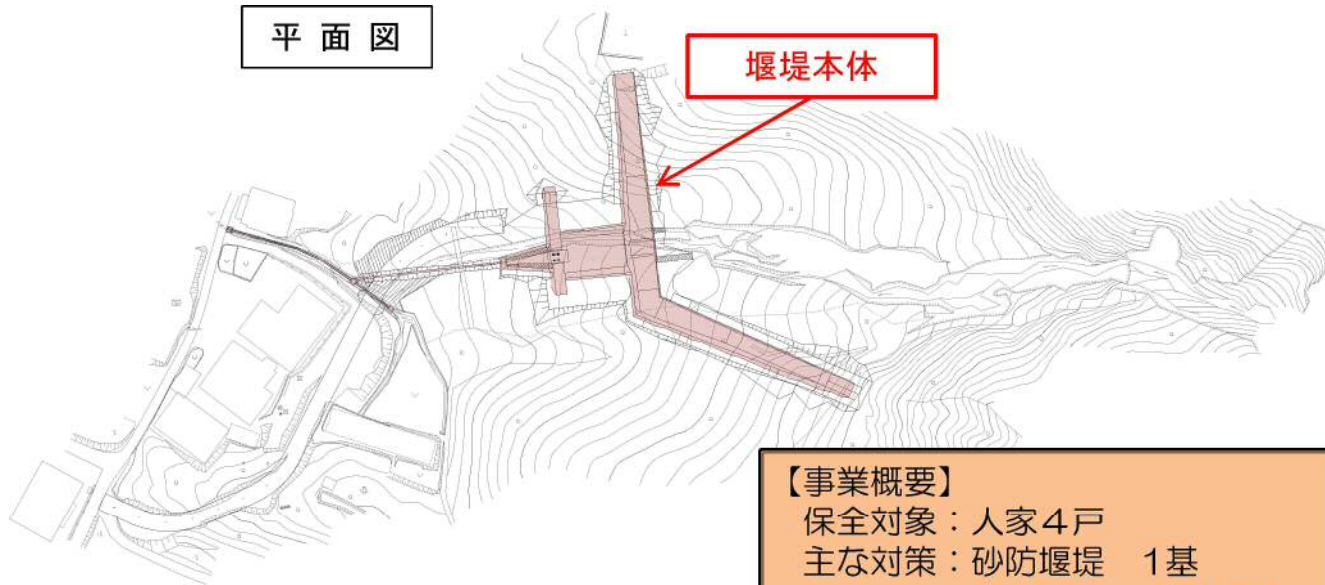 平面図
堰堤本体
【事業概要】
保全対象：人家４戸
主な対策：砂防堰堤　１基